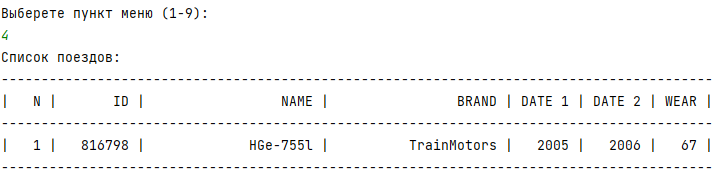 Выберете пункт меню (1-9):
4
Список поездов:
-----------------------------------------------------------------------------------------
|   N |       ID |                 NAME |                BRAND | DATE 1 | DATE 2 | WEAR |
-----------------------------------------------------------------------------------------
|   1 |   816798 |             HGe-755l |          TrainMotors |   2005 |   2006 |   67 |
-----------------------------------------------------------------------------------------